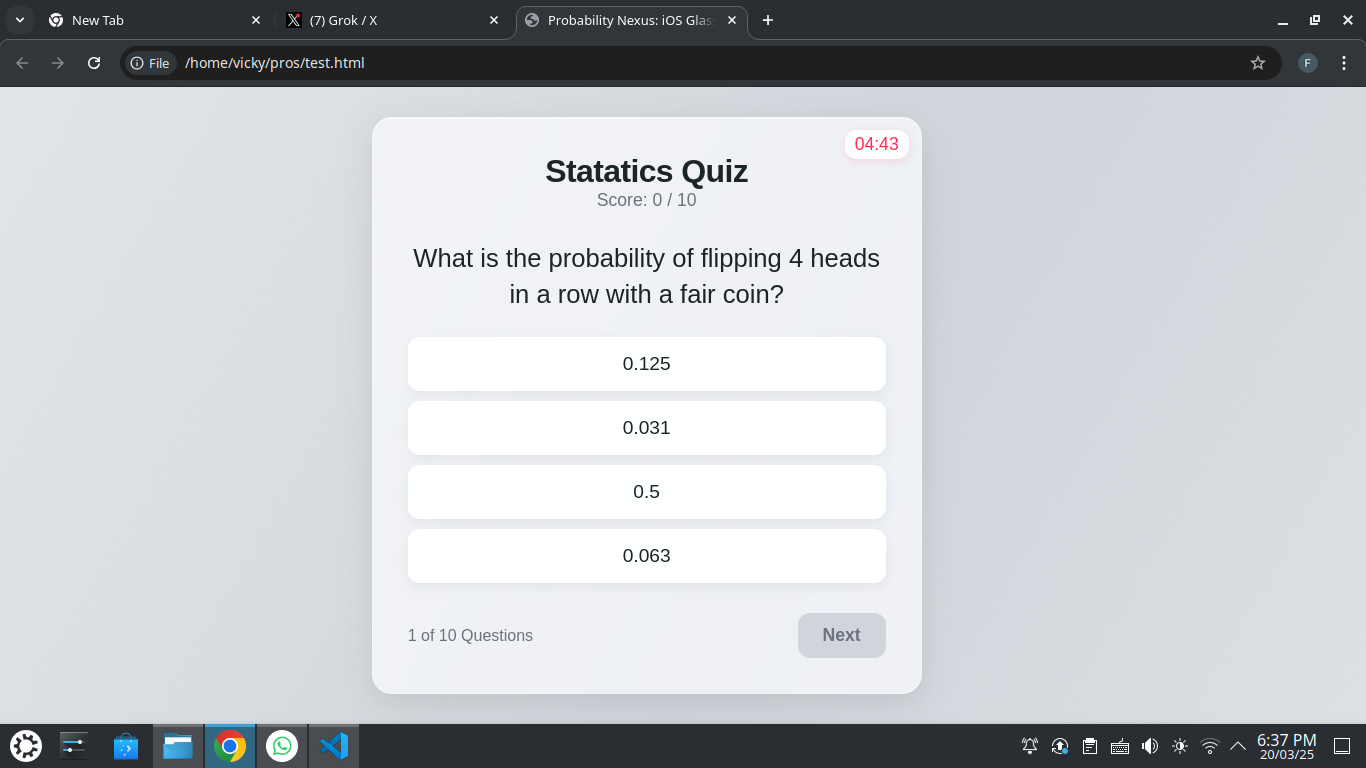 New Tab
(7) Grok / X
Probability Nexus: iOS Glas
File
/home/vicky/pros/test.html
F
04:43
Statatics Quiz
Score: 0 / 10
What is the probability of flipping 4 heads
in a row with a fair coin?
0.125
0.031
0.5
0.063
1 of 10 Questions
Next
6:37 PM
20/03/25